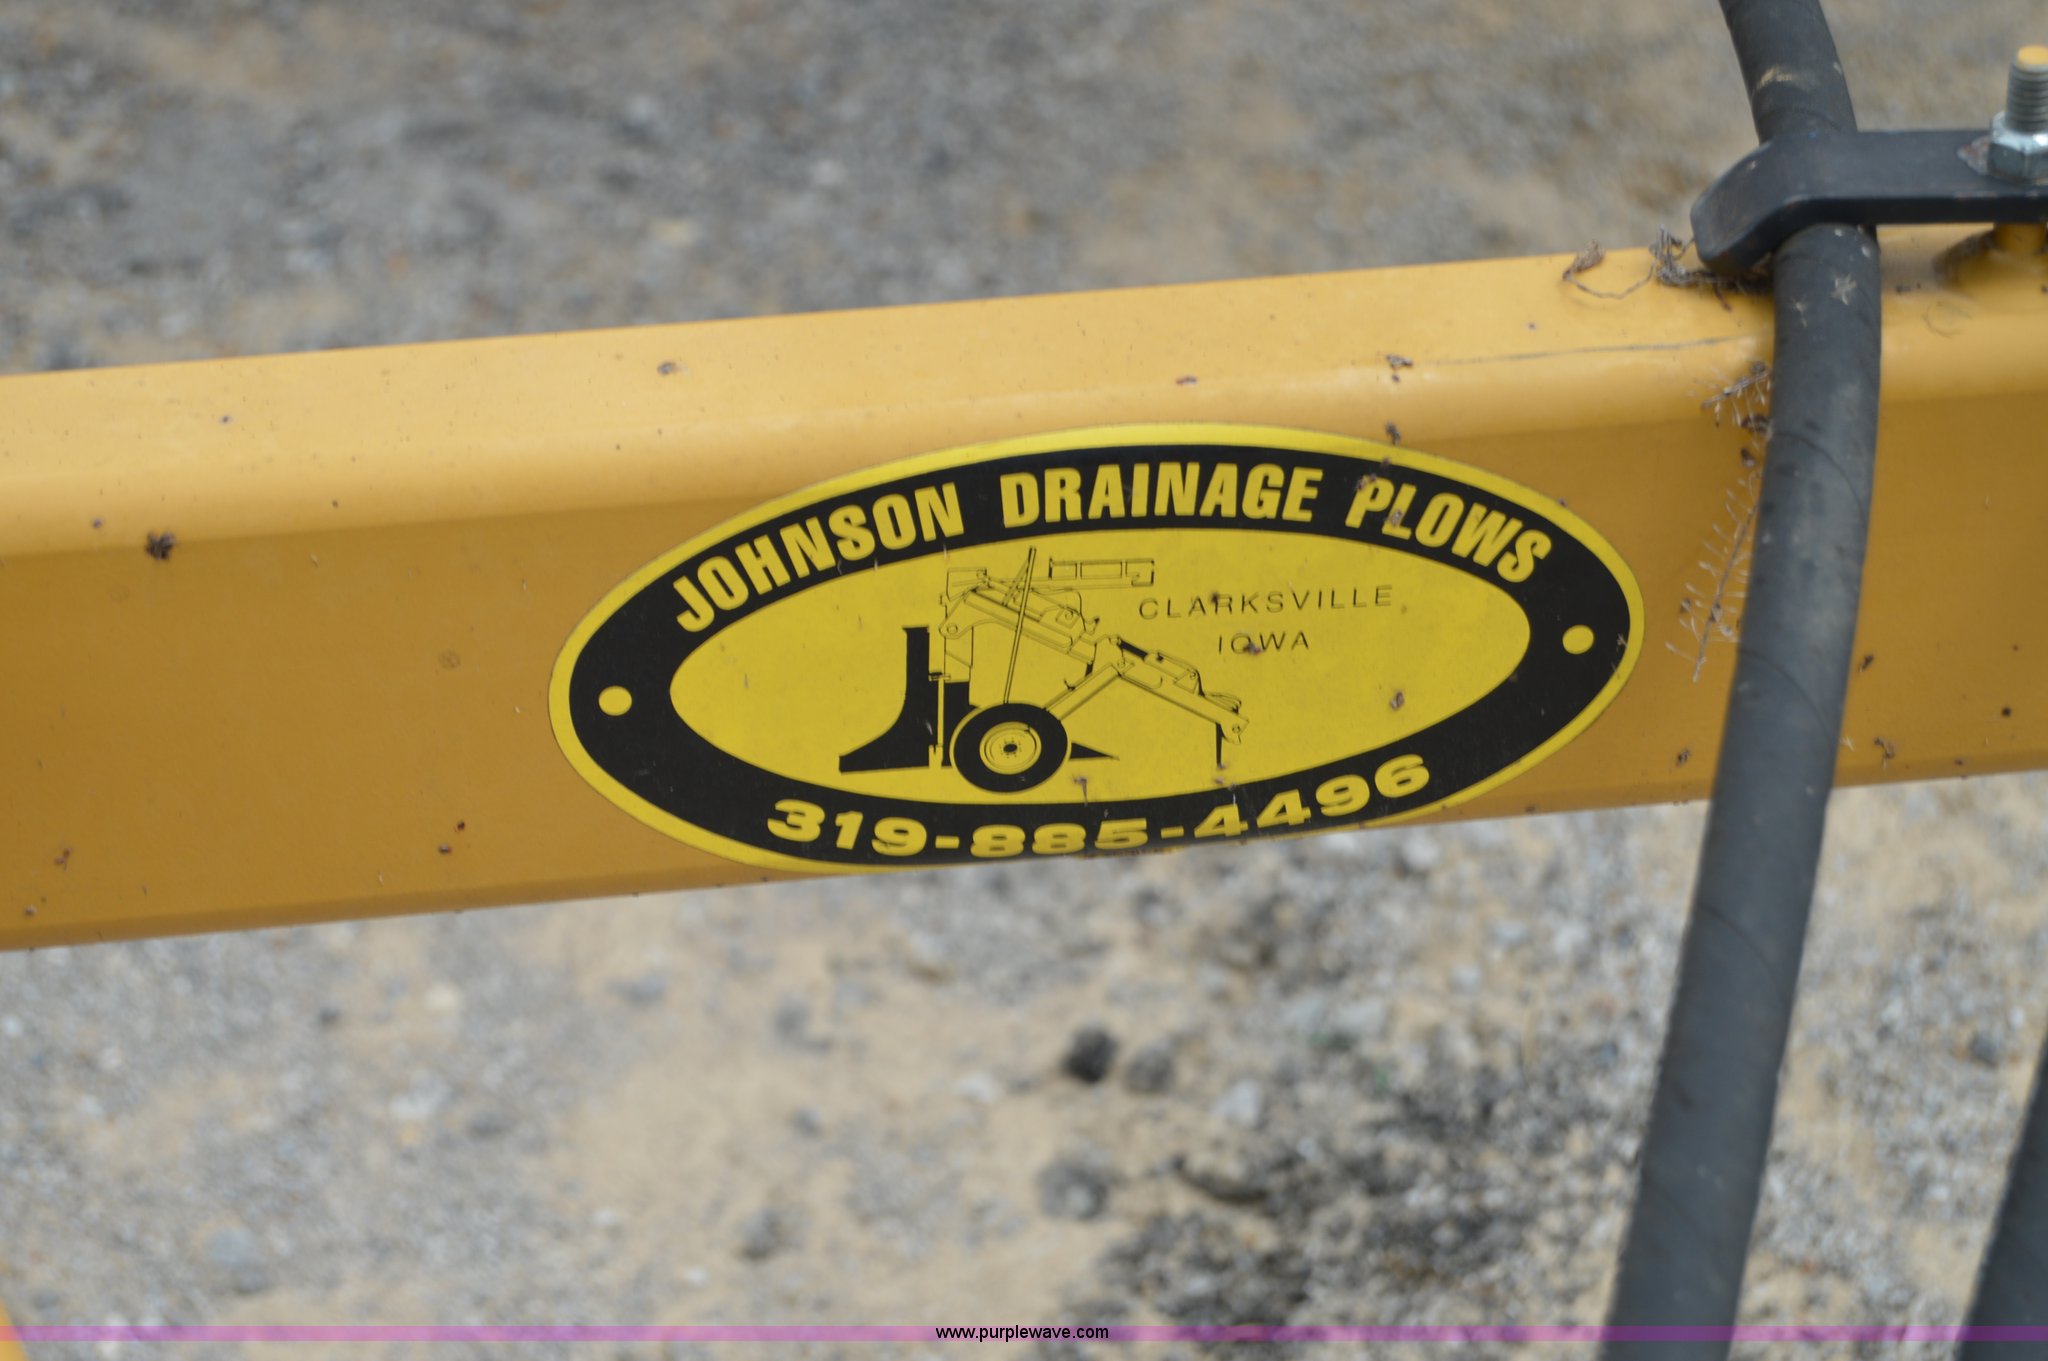 JOHNSON DRAINAGE PLOWS
CLARKSVILLE
IOWA
319-885-4496
www.purplewave.com